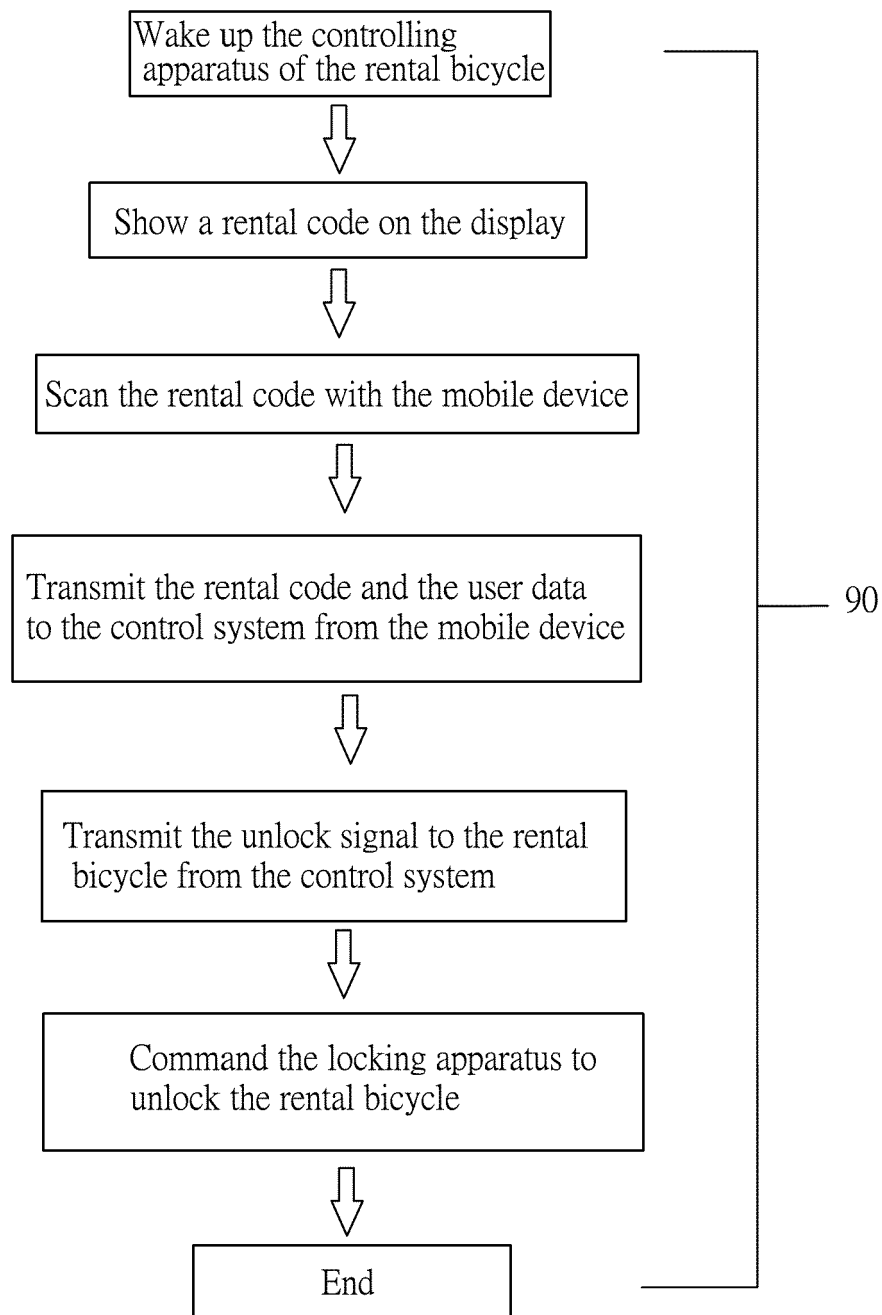 Wake up the controlling
apparatus of the rental bicycle
Show a rental code on the display
Scan the rental code with the mobile device
Transmit the rental code and the user data
to the control system from the mobile device
90
Transmit the unlock signal to the rental
bicycle from the control system
Command the locking apparatus to
unlock the rental bicycle
End